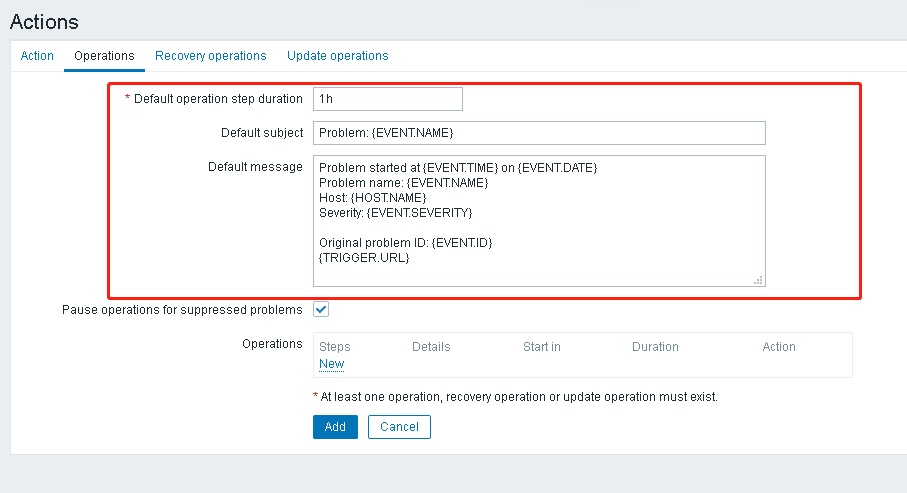 Actions
Action Operations Recovery operations Update operations
* Default operation step duration 1h
Default subject Problem: {EVENT.NAME}
Default message Problem started at {EVENT.TIME} on {EVENT.DATE}
Problem name: {EVENT.NAME}
Host: {HOST.NAME}
Severity: {EVENT.SEVERITY}
Original problem ID: {EVENT.ID}
{TRIGGER.URL}
Pause operations for suppressed problems
Operations Steps Details Start in Duration Action
New
* At least one operation, recovery operation or update operation must exist.
Add Cancel